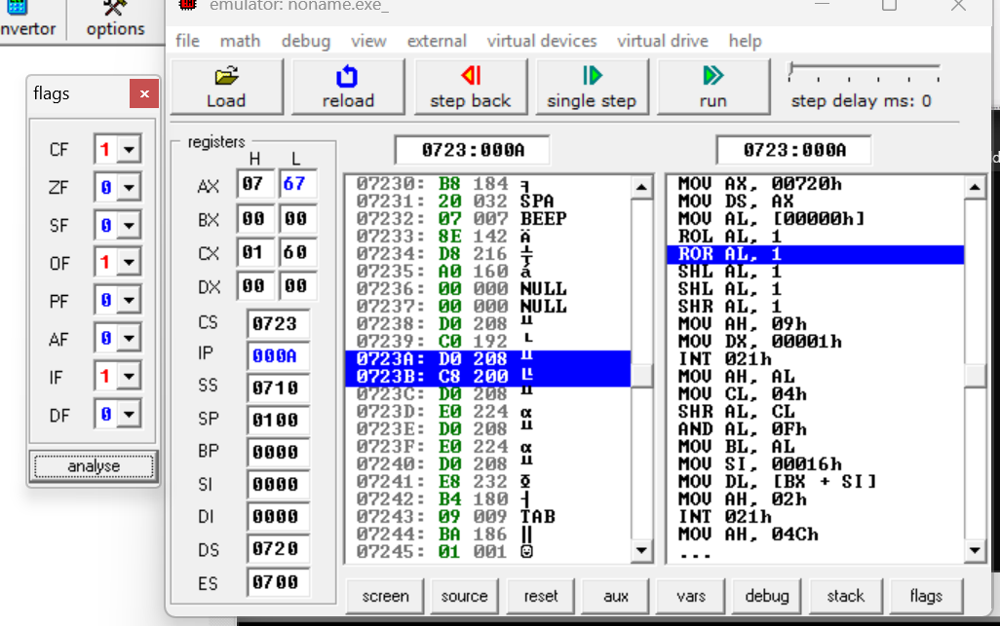 emulator: noname.exe_
nvertor
options
file math debug view external virtual devices virtual drive help
Load
reload
step back
single step
run
step delay ms: 0
flags
CF 1
ZF 0
SF 0
OF 1
PF 0
AF 0
IF 1
DF 0
analyse
registers
H L
AX 07 67
BX 00 00
CX 01 60
DX 00 00
CS 0723
IP 000A
SS 0710
SP 0100
BP 0000
SI 0000
DI 0000
DS 0720
ES 0700
0723:000A
07230: B8 184 ╕
07231: 20 032 SPA
07232: 07 007 BEEP
07233: 8E 142 Ä
07234: D8 216 ╪
07235: A0 160 á
07236: 00 000 NULL
07237: 00 000 NULL
07238: D0 208 ╨
07239: C0 192 └
0723A: D0 208 ╨
0723B: C8 200 ╚
0723C: D0 208 ╨
0723D: E0 224 α
0723E: D0 208 ╨
0723F: E0 224 α
07240: D0 208 ╨
07241: E8 232 Φ
07242: B4 180 ┤
07243: 09 009 TAB
07244: BA 186 ║
07245: 01 001 ☺
0723:000A
MOV AX, 00720h
MOV DS, AX
MOV AL, [00000h]
ROL AL, 1
ROR AL, 1
SHL AL, 1
SHL AL, 1
SHR AL, 1
MOV AH, 09h
MOV DX, 00001h
INT 021h
MOV AH, AL
MOV CL, 04h
SHR AL, CL
AND AL, 0Fh
MOV BL, AL
MOV SI, 00016h
MOV DL, [BX + SI]
MOV AH, 02h
INT 021h
MOV AH, 04Ch
...
screen source reset aux vars debug stack flags